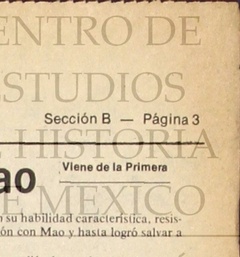 ENTRO DE
STUDIOS
Sección B — Página 3
HISTORIA
ao
Viene de la Primera
E MEXICO
su habilidad característica, resis-
ón con Mao y hasta logró salvar a